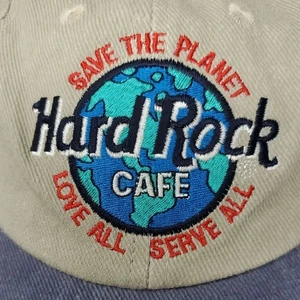 SAVE THE PLANET
Hard Rock
CAFE
LOVE ALL SERVE ALL